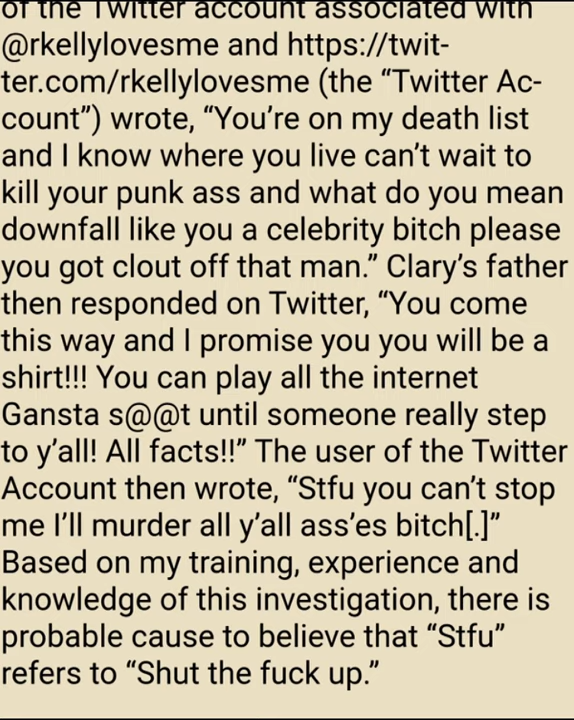 of the Twitter account associated with
@rkellylovesme and https://twit-
ter.com/rkellylovesme (the “Twitter Ac-
count”) wrote, “You’re on my death list
and I know where you live can’t wait to
kill your punk ass and what do you mean
downfall like you a celebrity bitch please
you got clout off that man.” Clary’s father
then responded on Twitter, “You come
this way and I promise you you will be a
shirt!!! You can play all the internet
Gansta s@@t until someone really step
to y’all! All facts!!” The user of the Twitter
Account then wrote, “Stfu you can’t stop
me I’ll murder all y’all ass’es bitch[.]”
Based on my training, experience and
knowledge of this investigation, there is
probable cause to believe that “Stfu”
refers to “Shut the fuck up.”